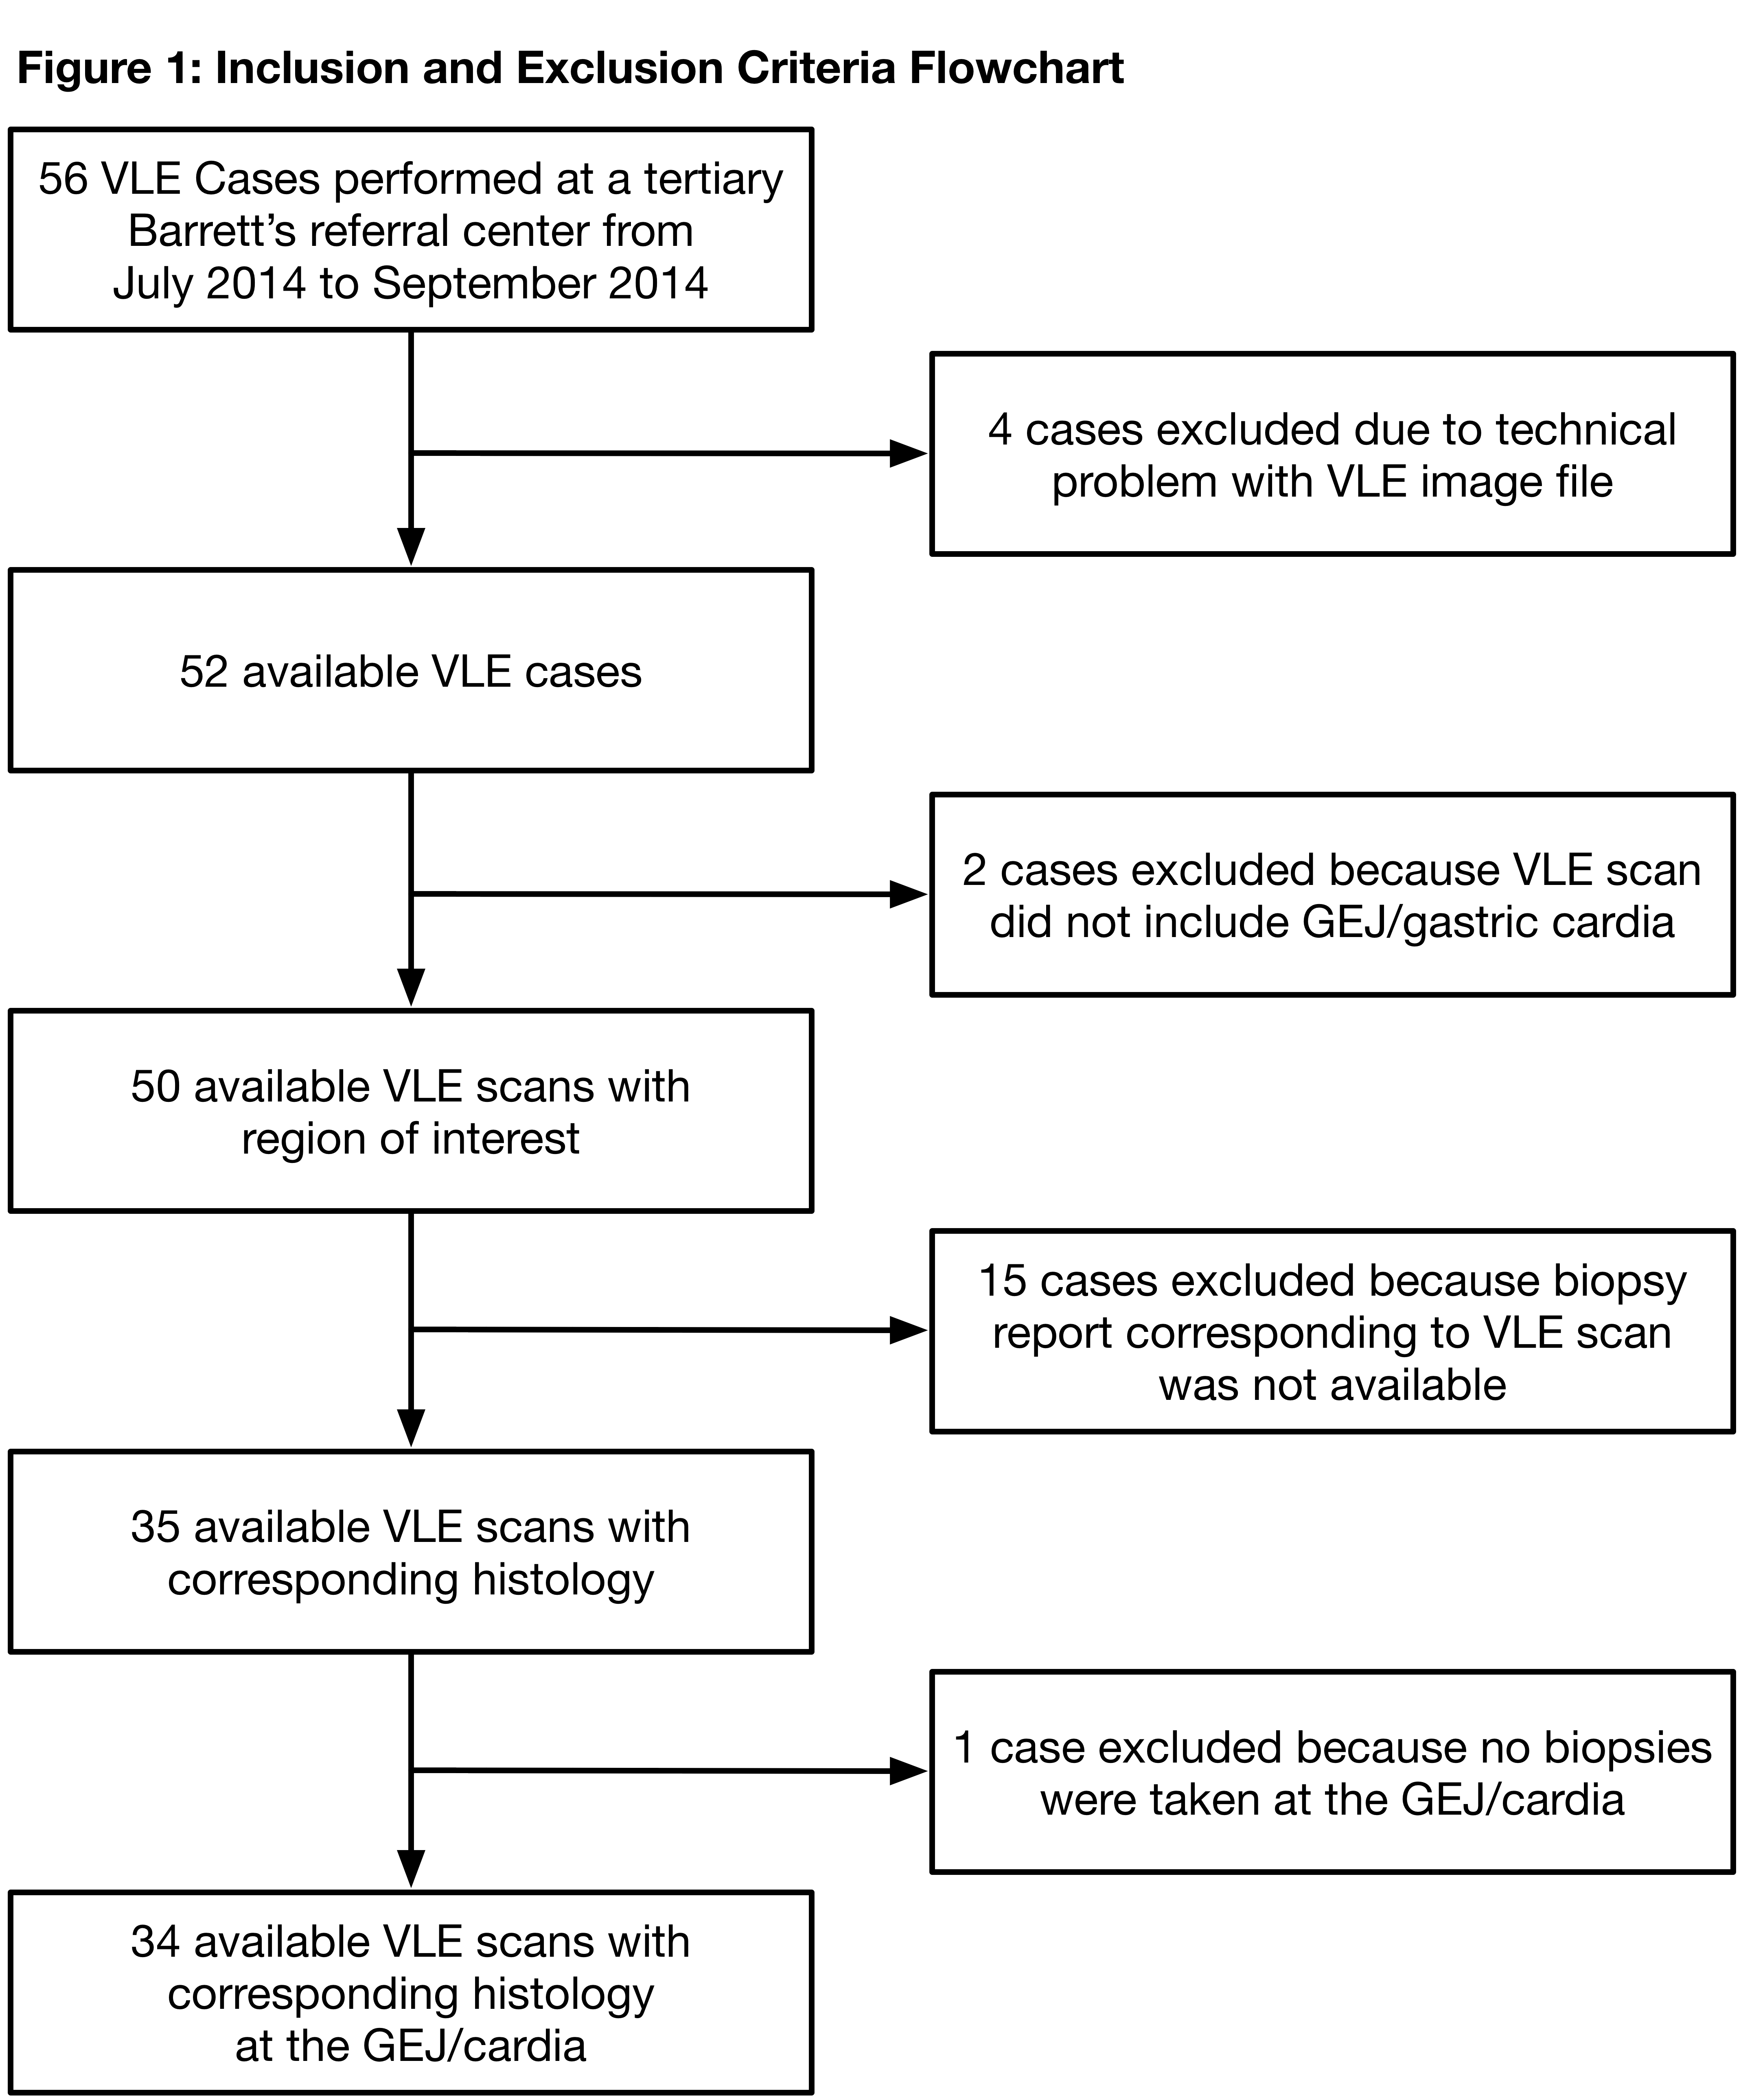 Figure 1: Inclusion and Exclusion Criteria Flowchart
56 VLE Cases performed at a tertiary
Barrett’s referral center from
July 2014 to September 2014
4 cases excluded due to technical
problem with VLE image file
52 available VLE cases
2 cases excluded because VLE scan
did not include GEJ/gastric cardia
50 available VLE scans with
region of interest
15 cases excluded because biopsy
report corresponding to VLE scan
was not available
35 available VLE scans with
corresponding histology
1 case excluded because no biopsies
were taken at the GEJ/cardia
34 available VLE scans with
corresponding histology
at the GEJ/cardia